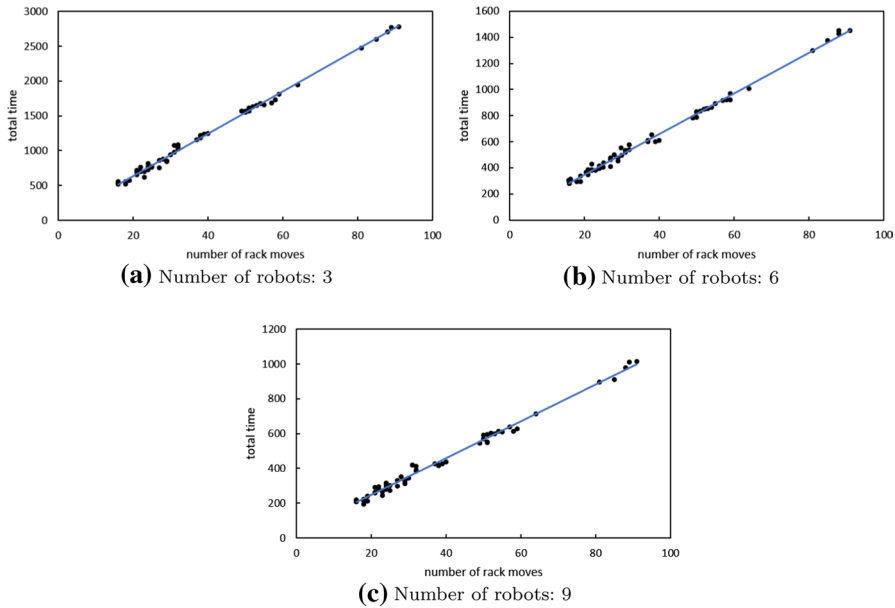 3000
2500
2000
1500
1000
500
0
total time
0 20 40 60 80 100
number of rack moves
(a) Number of robots: 3
1600
1400
1200
1000
800
600
400
200
0
total time
0 20 40 60 80 100
number of rack moves
(b) Number of robots: 6
1200
1000
800
600
400
200
0
total time
0 20 40 60 80 100
number of rack moves
(c) Number of robots: 9